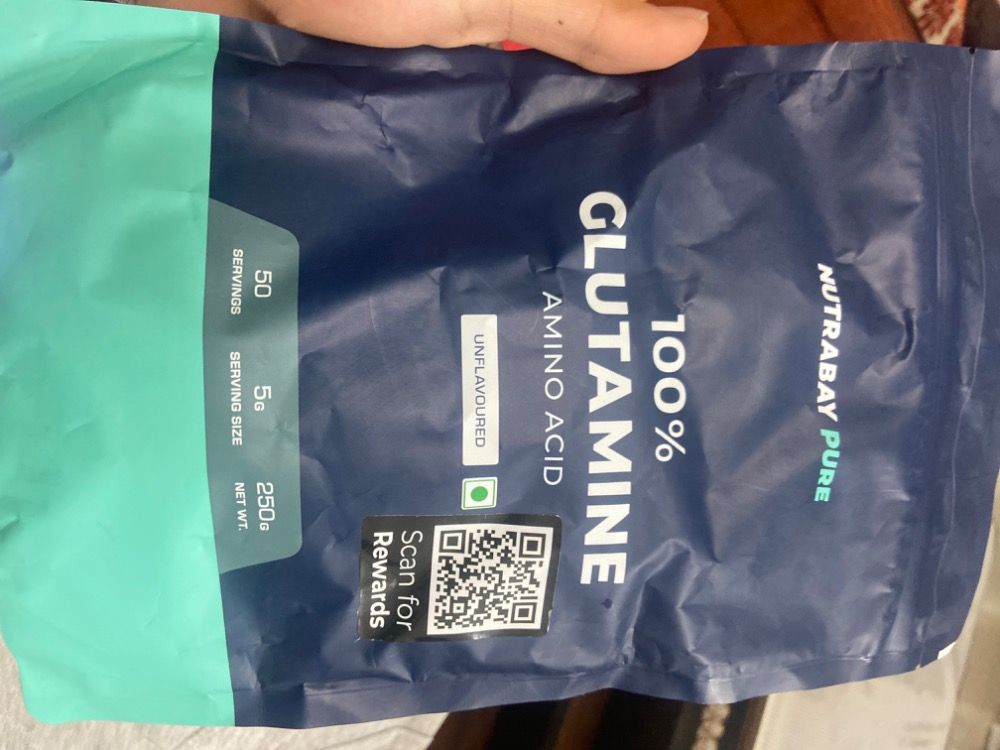 NUTRABAY PURE
100%
GLUTAMINE
AMINO ACID
UNFLAVOURED
Scan for
Rewards
50
SERVINGS
5G
SERVING SIZE
250G
NET WT.